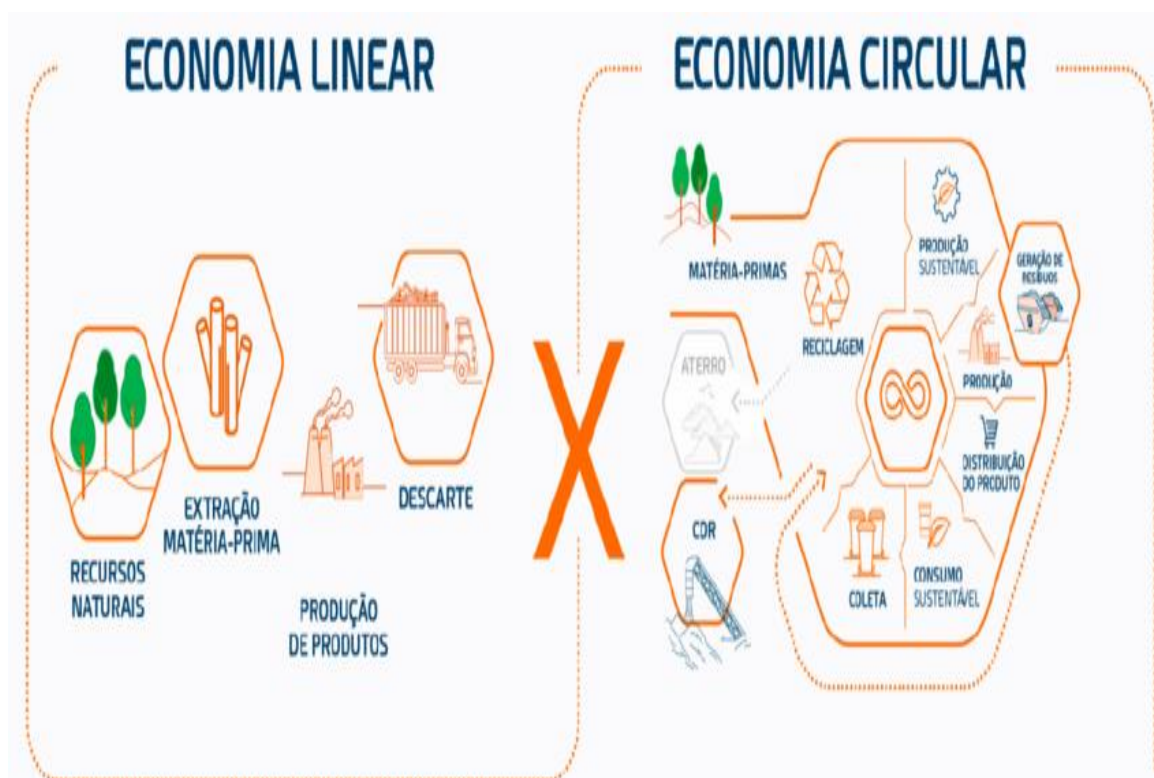 ECONOMIA LINEAR
RECURSOS
NATURAIS
EXTRAÇÃO
MATÉRIA-PRIMA
PRODUÇÃO
DE PRODUTOS
DESCARTE
X
ECONOMIA CIRCULAR
MATÉRIA-PRIMAS
RECICLAGEM
PRODUÇÃO
SUSTENTÁVEL
GERAÇÃO DE
RESÍDUOS
PRODUÇÃO
DISTRIBUIÇÃO
DO PRODUTO
CONSUMO
SUSTENTÁVEL
COLETA
ATERRO
CDR